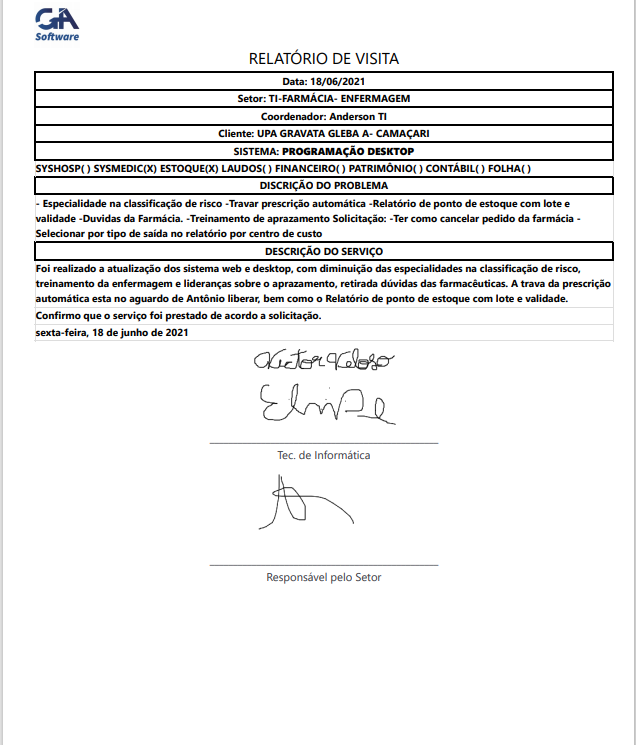 GA
Software
RELATÓRIO DE VISITA
Data: 18/06/2021
Setor: TI-FARMÁCIA- ENFERMAGEM
Coordenador: Anderson TI
Cliente: UPA GRAVATA GLEBA A- CAMAÇARI
SISTEMA: PROGRAMAÇÃO DESKTOP
SYSHOSP( ) SYSMEDIC(X) ESTOQUE(X) LAUDOS( ) FINANCEIRO( ) PATRIMÔNIO( ) CONTÁBIL( ) FOLHA( )
DISCRIÇÃO DO PROBLEMA
- Especialidade na classificação de risco -Travar prescrição automática -Relatório de ponto de estoque com lote e
validade -Duvidas da Farmácia. -Treinamento de aprazamento Solicitação: -Ter como cancelar pedido da farmácia -
Selecionar por tipo de saída no relatório por centro de custo
DESCRIÇÃO DO SERVIÇO
Foi realizado a atualização dos sistema web e desktop, com diminuição das especialidades na classificação de risco,
treinamento da enfermagem e lideranças sobre o aprazamento, retirada dúvidas das farmacêuticas. A trava da prescrição
automática esta no aguardo de Antônio liberar, bem como o Relatório de ponto de estoque com lote e validade.
Confirmo que o serviço foi prestado de acordo a solicitação.
sexta-feira, 18 de junho de 2021
Victor Veloso
Tec. de Informática
Responsável pelo Setor